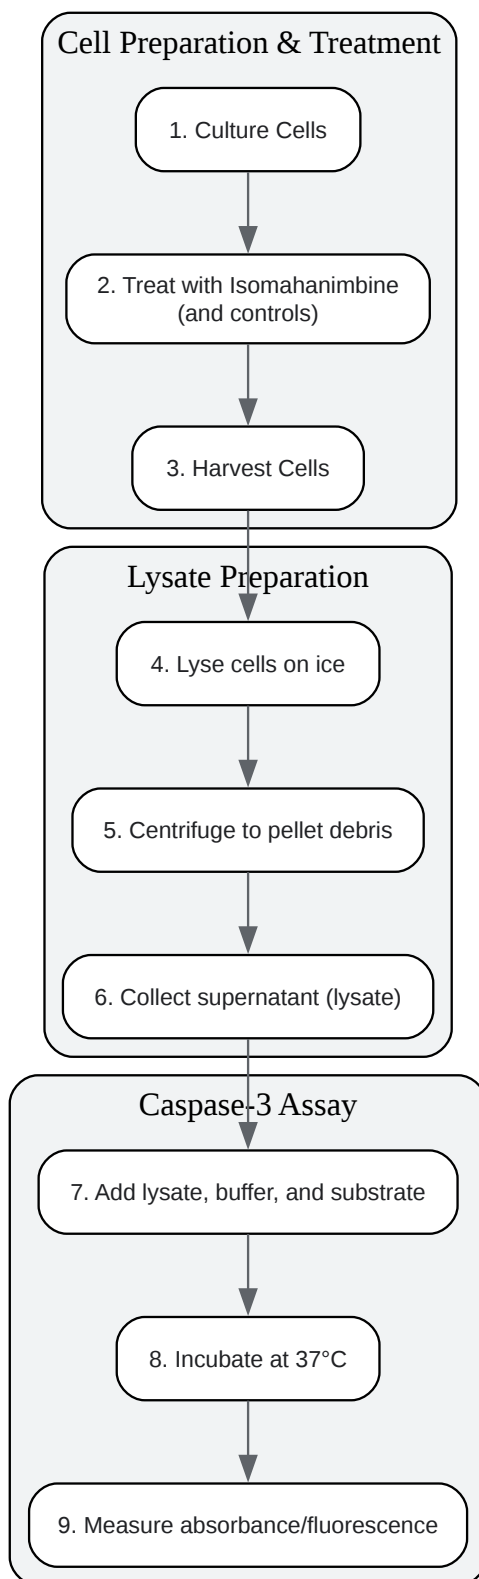 Cell Preparation & Treatment
1. Culture Cells
2. Treat with Isomahanimbine
(and controls)
3. Harvest Cells
Lysate Preparation
4. Lyse cells on ice
5. Centrifuge to pellet debris
6. Collect supernatant (lysate)
Caspase-3 Assay
7. Add lysate, buffer, and substrate
8. Incubate at 37°C
9. Measure absorbance/fluorescence